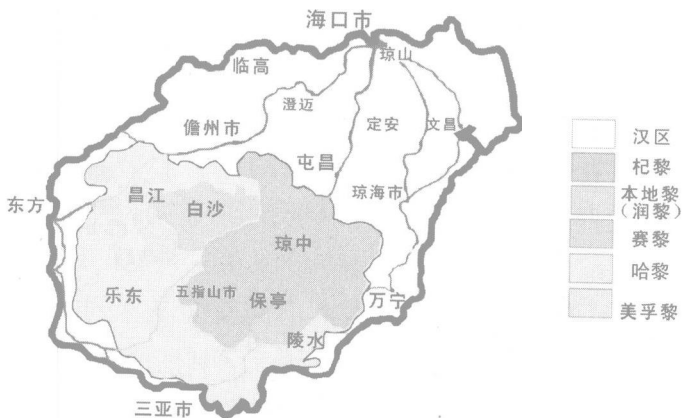 海口市
琼山
临高
澄迈
儋州市
定安
文昌
屯昌
昌江
琼海市
东方
白沙
琼中
乐东
五指山市
保亭
万宁
陵水
三亚市
汉区
杞黎
本地黎
(润黎)
赛黎
哈黎
美孚黎